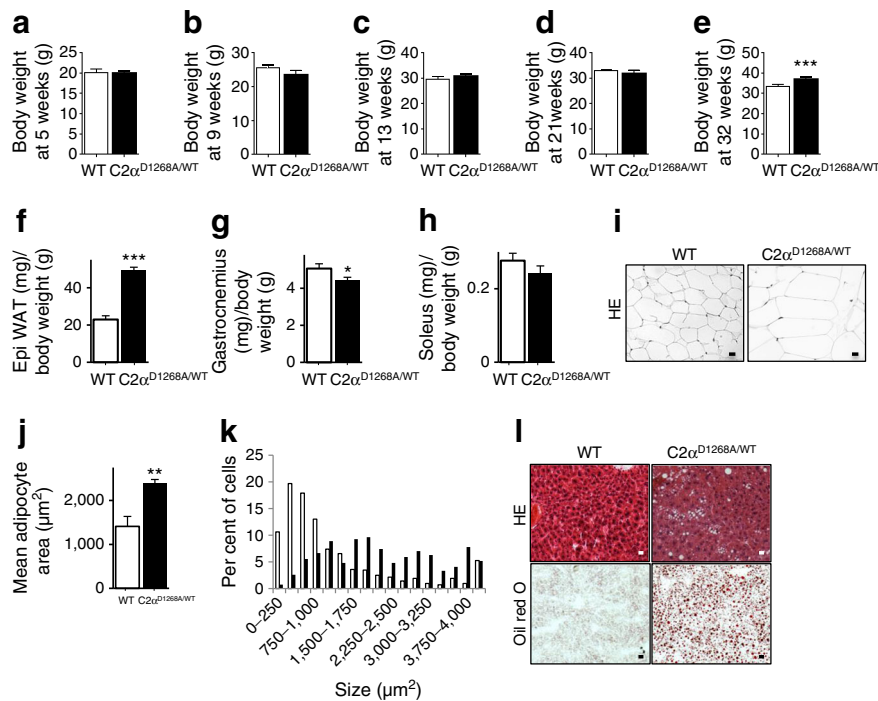 a
Body weight
at 5 weeks (g)
25
20
15
10
5
0
WT C2α^D1268A/WT
b
Body weight
at 9 weeks (g)
30
20
10
0
WT C2α^D1268A/WT
c
Body weight
at 13 weeks (g)
40
30
20
10
0
WT C2α^D1268A/WT
d
Body weight
at 21weeks (g)
40
30
20
10
0
WT C2α^D1268A/WT
e
Body weight
at 32 weeks (g)
50
40
30
20
10
0
***
WT C2α^D1268A/WT
f
Epi WAT (mg)/
body weight (g)
40
20
0
***
WT C2α^D1268A/WT
g
Gastrocnemius
(mg)/body
weight (g)
6
4
2
0
*
WT C2α^D1268A/WT
h
Soleus (mg)/
body weight (g)
0.2
0
WT C2α^D1268A/WT
i
WT
C2α^D1268A/WT
HE
j
Mean adipocyte
area (μm²)
2,000
1,000
0
**
WT C2α^D1268A/WT
k
Per cent of cells
25
20
15
10
5
0
0–250
750–1,000
1,500–1,750
2,250–2,500
3,000–3,250
3,750–4,000
Size (μm²)
l
WT
C2α^D1268A/WT
HE
Oil red O